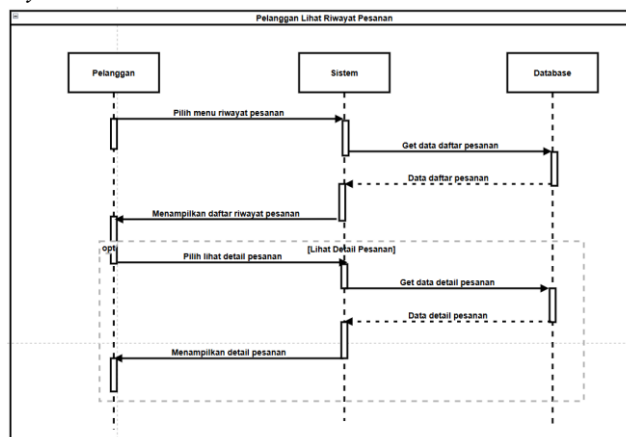 Pelanggan Lihat Riwayat Pesanan
Pelanggan
Sistem
Database
Pilih menu riwayat pesanan
Get data daftar pesanan
Data daftar pesanan
Menampilkan daftar riwayat pesanan
opt
[Lihat Detail Pesanan]
Pilih lihat detail pesanan
Get data detail pesanan
Data detail pesanan
Menampilkan detail pesanan